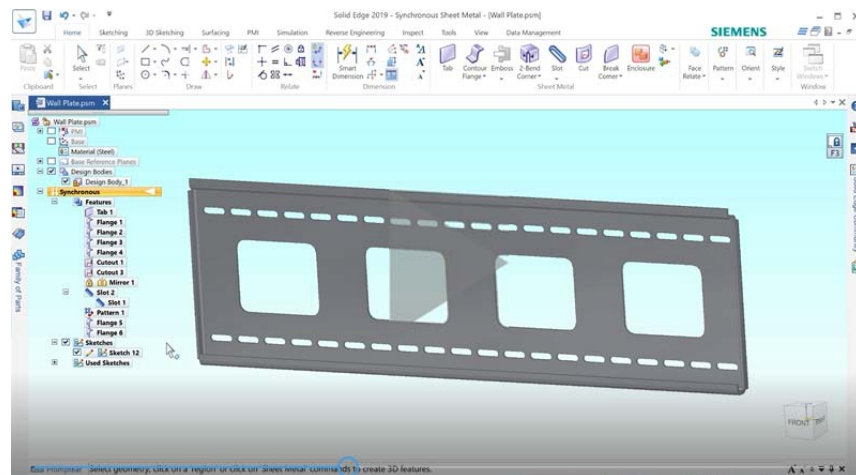 Solid Edge 2019 - Synchronous Sheet Metal - [Wall Plate.psm]
Home Sketching 3D Sketching Surfacing PMI Simulation Reverse Engineering Inspect Tools View Data Management SIEMENS
Paste Select Smart Dimension Tab Contour Flange Emboss 2-Bend Corner Slot Cut Break Corner Enclosure Face Relate Pattern Orient Style Switch Windows
Clipboard Select Planes Draw Relate Dimension Sheet Metal Window
Wall Plate.psm
F3
Wall Plate.psm
PMI
Base
Material (Steel)
Base Reference Planes
Design Bodies
Design Body_1
Synchronous
Features
Tab 1
Flange 1
Flange 2
Flange 3
Flange 4
Cutout 1
Cutout 3
Mirror 1
Slot 2
Slot 1
Pattern 1
Flange 5
Flange 6
Sketches
Sketch 12
Used Sketches
Family of Parts
FRONT
Select geometry, click on a 'region' or click on 'Sheet Metal' commands to create 3D features.